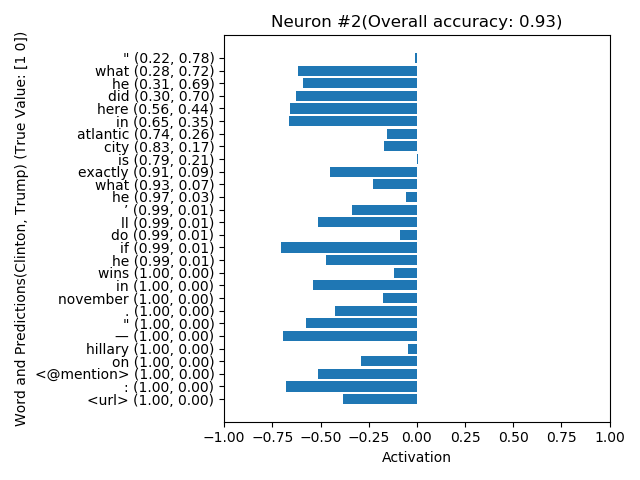 Neuron #2(Overall accuracy: 0.93)
Word and Predictions(Clinton, Trump) (True Value: [1 0])
" (0.22, 0.78)
what (0.28, 0.72)
he (0.31, 0.69)
did (0.30, 0.70)
here (0.56, 0.44)
in (0.65, 0.35)
atlantic (0.74, 0.26)
city (0.83, 0.17)
is (0.79, 0.21)
exactly (0.91, 0.09)
what (0.93, 0.07)
he (0.97, 0.03)
’ (0.99, 0.01)
ll (0.99, 0.01)
do (0.99, 0.01)
if (0.99, 0.01)
he (0.99, 0.01)
wins (1.00, 0.00)
in (1.00, 0.00)
november (1.00, 0.00)
. (1.00, 0.00)
" (1.00, 0.00)
— (1.00, 0.00)
hillary (1.00, 0.00)
on (1.00, 0.00)
<@mention> (1.00, 0.00)
: (1.00, 0.00)
<url> (1.00, 0.00)
−1.00 −0.75 −0.50 −0.25 0.00 0.25 0.50 0.75 1.00
Activation